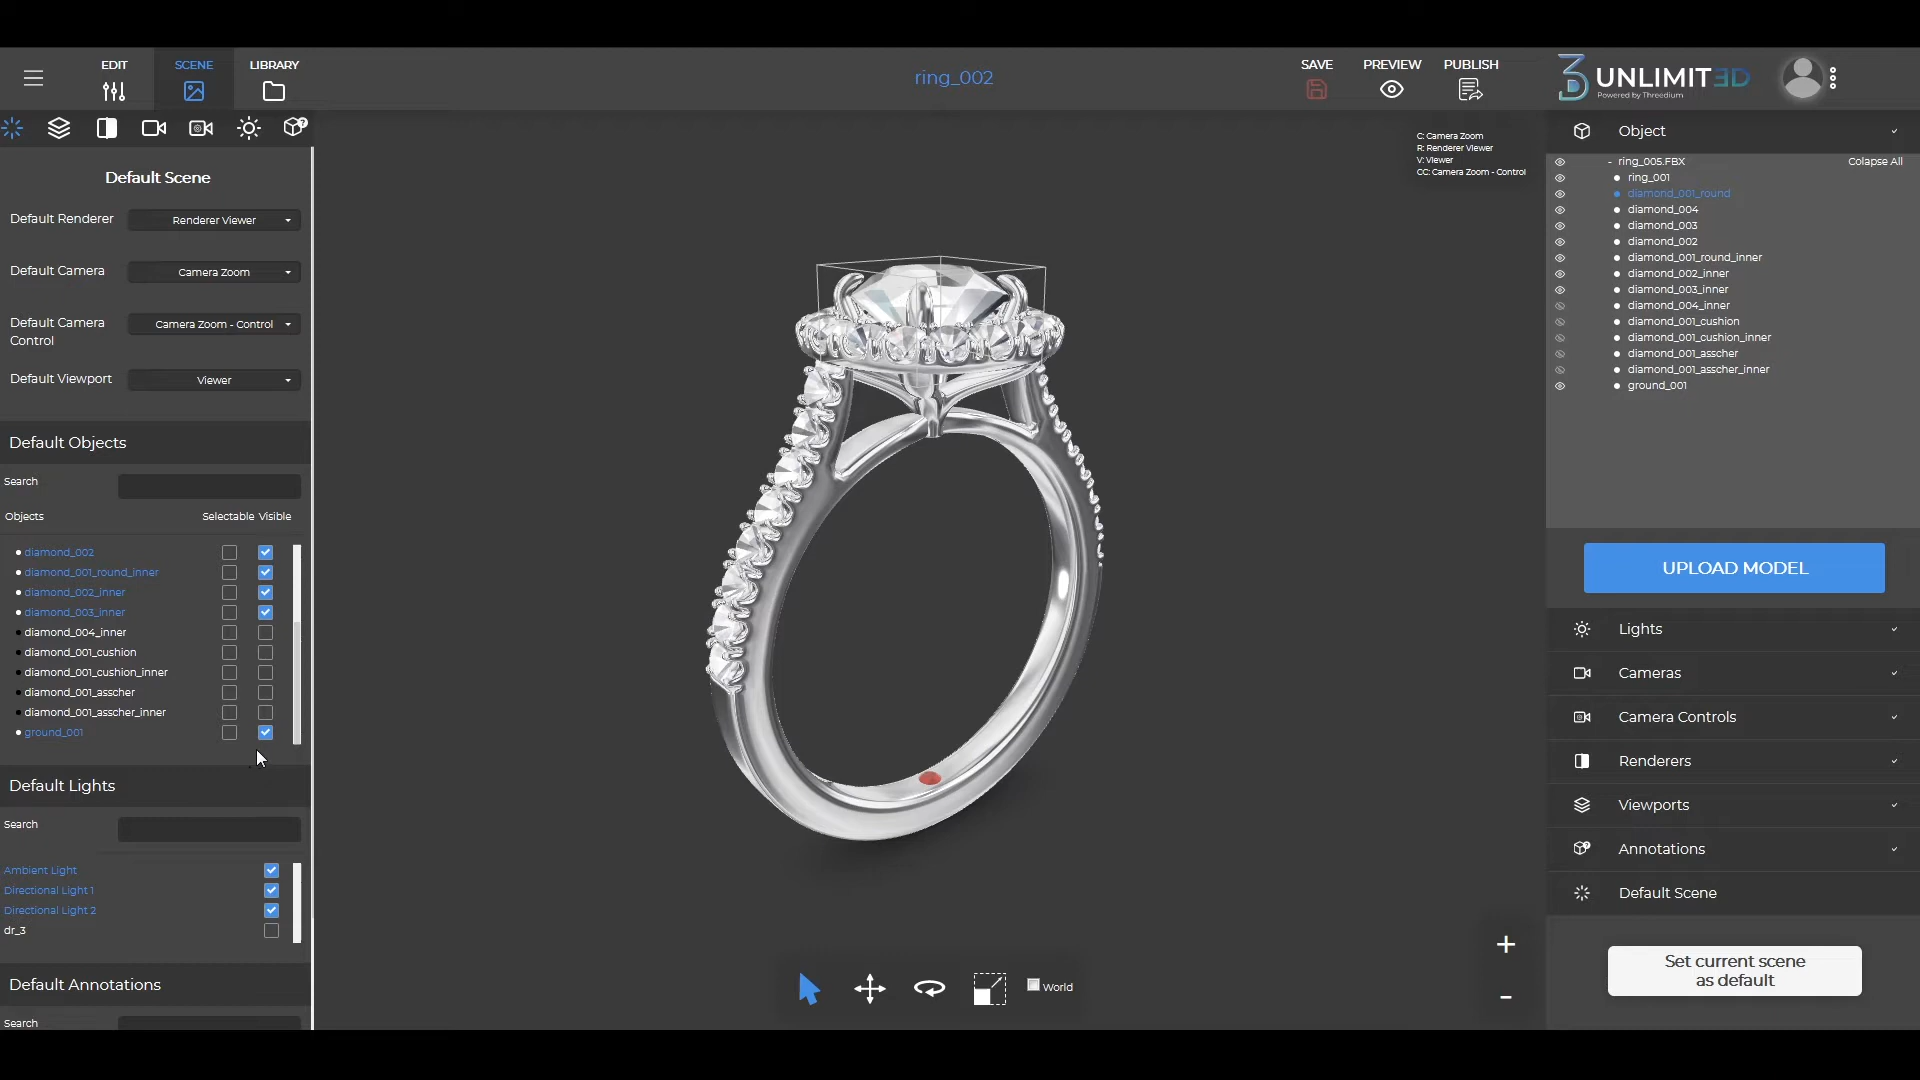 EDIT
SCENE
LIBRARY
ring_002
SAVE
PREVIEW
PUBLISH
UNLIMIT3D
Powered by Threedium
Default Scene
Default Renderer
Renderer Viewer
Default Camera
Camera Zoom
Default Camera
Control
Camera Zoom - Control
Default Viewport
Viewer
Default Objects
Search
Objects
Selectable Visible
diamond_002
diamond_001_round_inner
diamond_002_inner
diamond_003_inner
diamond_004_inner
diamond_001_cushion
diamond_001_cushion_inner
diamond_001_asscher
diamond_001_asscher_inner
ground_001
Default Lights
Search
Ambient Light
Directional Light 1
Directional Light 2
dr_3
Default Annotations
Search
C: Camera Zoom
R: Renderer Viewer
V: Viewer
CC: Camera Zoom - Control
World
+
-
Object
- ring_005.FBX
Colapse All
ring_001
diamond_001_round
diamond_004
diamond_003
diamond_002
diamond_001_round_inner
diamond_002_inner
diamond_003_inner
diamond_004_inner
diamond_001_cushion
diamond_001_cushion_inner
diamond_001_asscher
diamond_001_asscher_inner
ground_001
UPLOAD MODEL
Lights
Cameras
Camera Controls
Renderers
Viewports
Annotations
Default Scene
Set current scene
as default